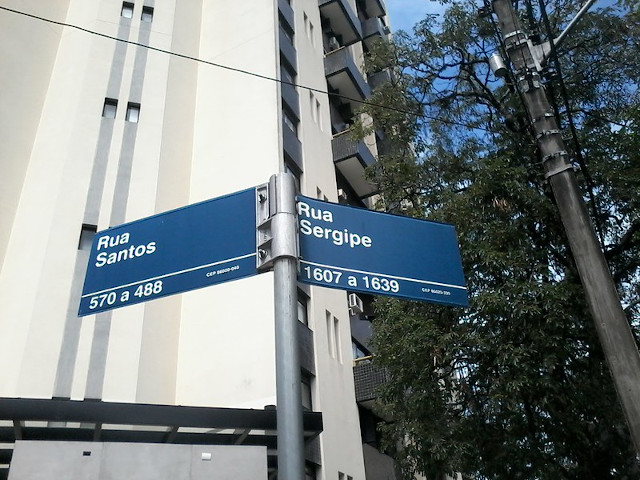 Rua
Santos
570 a 488
Rua
Sergipe
1607 a 1639